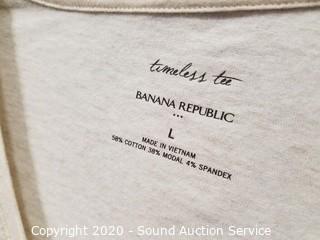 timeless tee
BANANA REPUBLIC
•••
L
MADE IN VIETNAM
58% COTTON 38% MODAL 4% SPANDEX
Copyright 2020 - Sound Auction Service